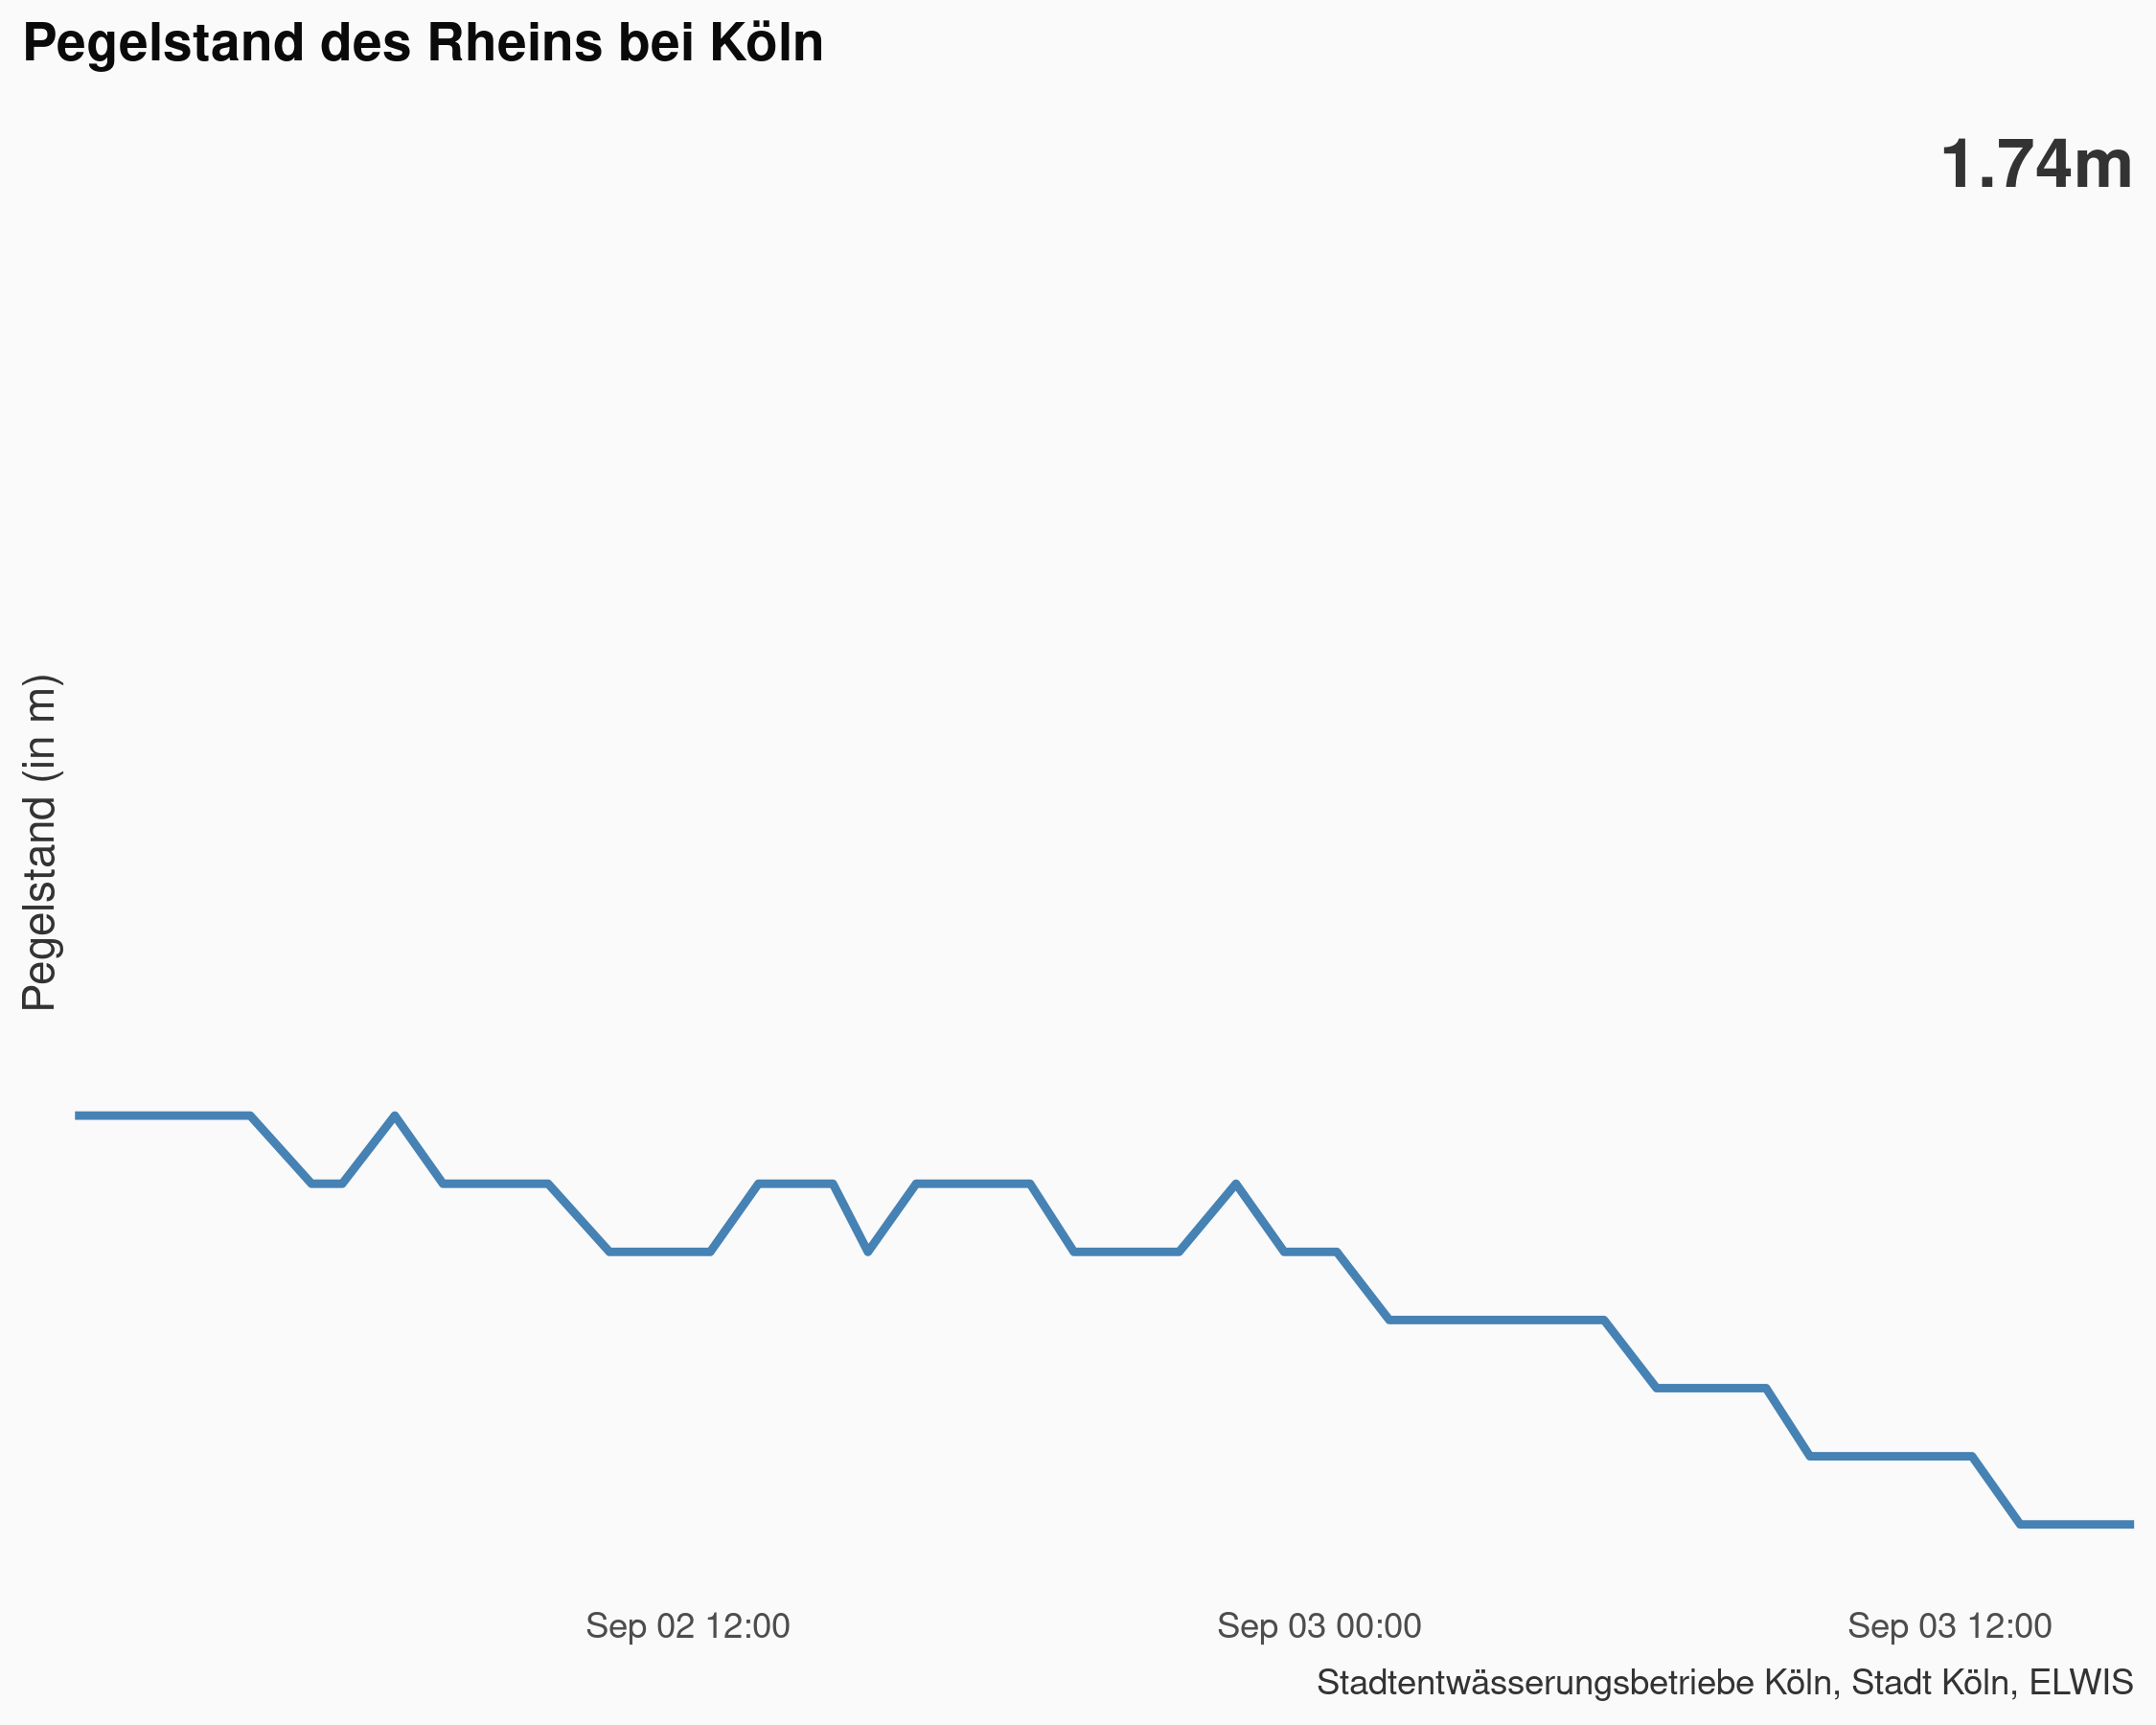 Pegelstand des Rheins bei Köln
1.74m
Pegelstand (in m)
Sep 02 12:00
Sep 03 00:00
Sep 03 12:00
Stadtentwässerungsbetriebe Köln, Stadt Köln, ELWIS